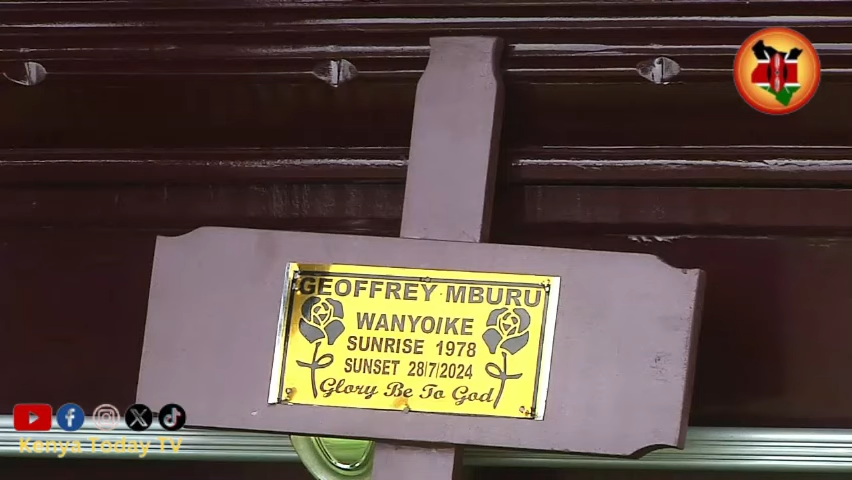 GEOFFREY MBURU
WANYOIKE
SUNRISE 1978
SUNSET 28/7/2024
Glory Be To God
Kenya Today TV